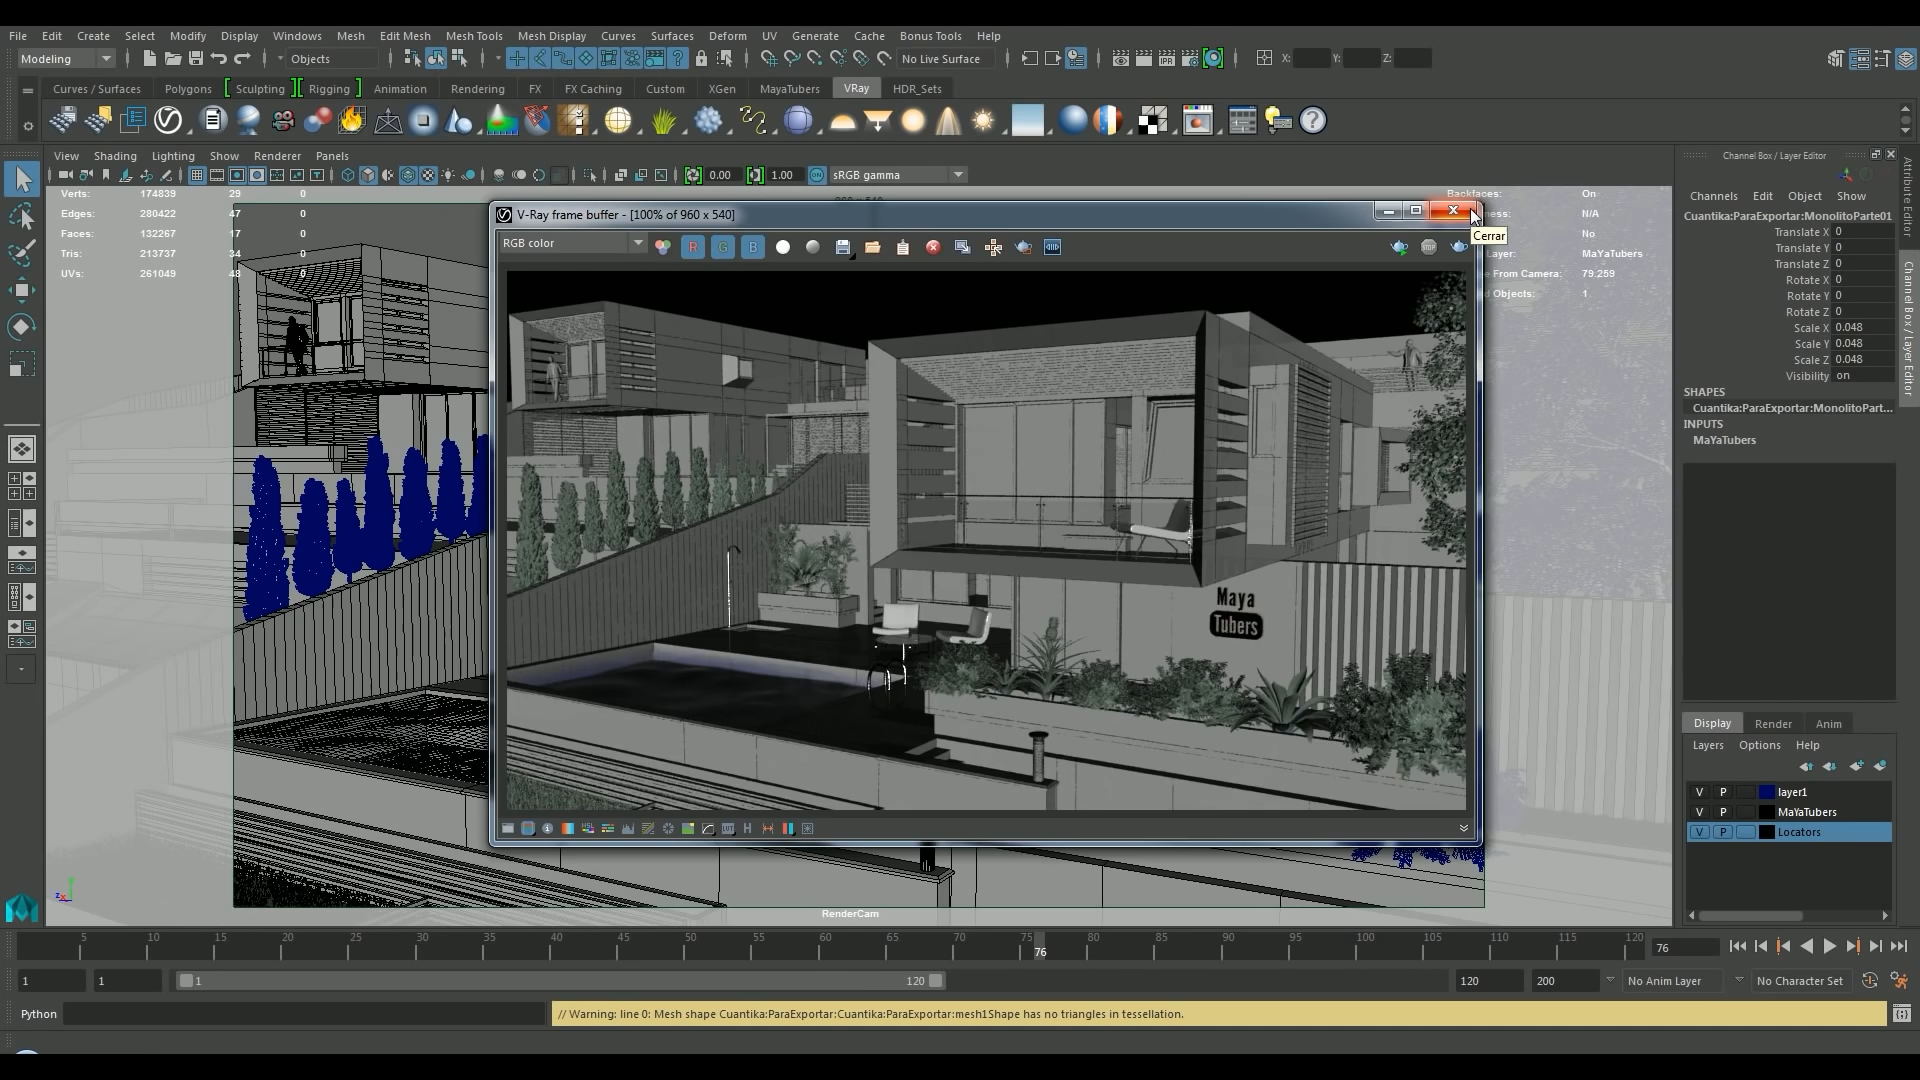 File Edit Create Select Modify Display Windows Mesh Edit Mesh Mesh Tools Mesh Display Curves Surfaces Deform UV Generate Cache Bonus Tools Help
Modeling Objects No Live Surface X: Y: Z:
Curves / Surfaces Polygons Sculpting Rigging Animation Rendering FX FX Caching Custom XGen MayaTubers VRay HDR_Sets
View Shading Lighting Show Renderer Panels
0.00 1.00 sRGB gamma
Verts: 174839 29 0
Edges: 280422 47 0
Faces: 132267 17 0
Tris: 213737 34 0
UVs: 261049 48 0
Backfaces: On
N/A
No
Layer: MaYaTubers
From Camera: 79.259
Objects: 1
V-Ray frame buffer - [100% of 960 x 540]
Cerrar
RGB color
R G B
Maya
Tubers
RenderCam
Channel Box / Layer Editor
Channels Edit Object Show
Cuantika:ParaExportar:MonolitoParte01
Translate X 0
Translate Y 0
Translate Z 0
Rotate X 0
Rotate Y 0
Rotate Z 0
Scale X 0.048
Scale Y 0.048
Scale Z 0.048
Visibility on
SHAPES
Cuantika:ParaExportar:MonolitoPart...
INPUTS
MaYaTubers
Attribute Editor
Channel Box / Layer Editor
Display Render Anim
Layers Options Help
V P layer1
V P MaYaTubers
V P Locators
5 10 15 20 25 30 35 40 45 50 55 60 65 70 75 80 85 90 95 100 105 110 115 120
76
76
1 1 1 120 120 200 No Anim Layer No Character Set
Python // Warning: line 0: Mesh shape Cuantika:ParaExportar:Cuantika:ParaExportar:mesh1Shape has no triangles in tessellation.